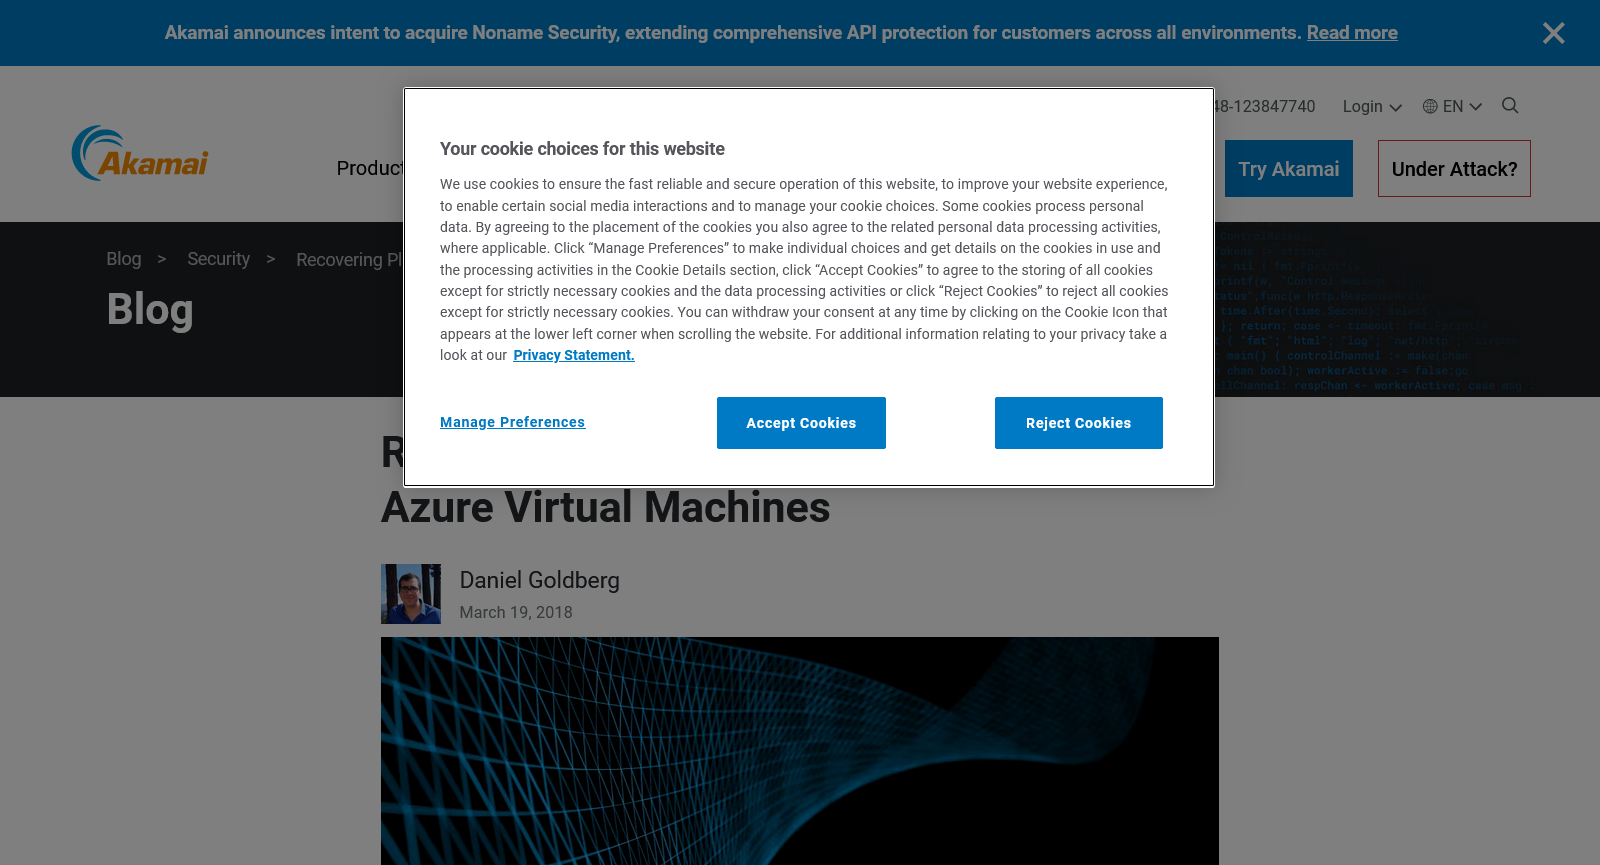 Akamai announces intent to acquire Noname Security, extending comprehensive API protection for customers across all environments. Read more
48-123847740 Login EN
Akamai
Product
Try Akamai
Under Attack?
Blog > Security > Recovering Pl
Blog
Your cookie choices for this website
We use cookies to ensure the fast reliable and secure operation of this website, to improve your website experience,
to enable certain social media interactions and to manage your cookie choices. Some cookies process personal
data. By agreeing to the placement of the cookies you also agree to the related personal data processing activities,
where applicable. Click “Manage Preferences” to make individual choices and get details on the cookies in use and
the processing activities in the Cookie Details section, click “Accept Cookies” to agree to the storing of all cookies
except for strictly necessary cookies and the data processing activities or click “Reject Cookies” to reject all cookies
except for strictly necessary cookies. You can withdraw your consent at any time by clicking on the Cookie Icon that
appears at the lower left corner when scrolling the website. For additional information relating to your privacy take a
look at our Privacy Statement.
Manage Preferences
Accept Cookies
Reject Cookies
R
Azure Virtual Machines
Daniel Goldberg
March 19, 2018